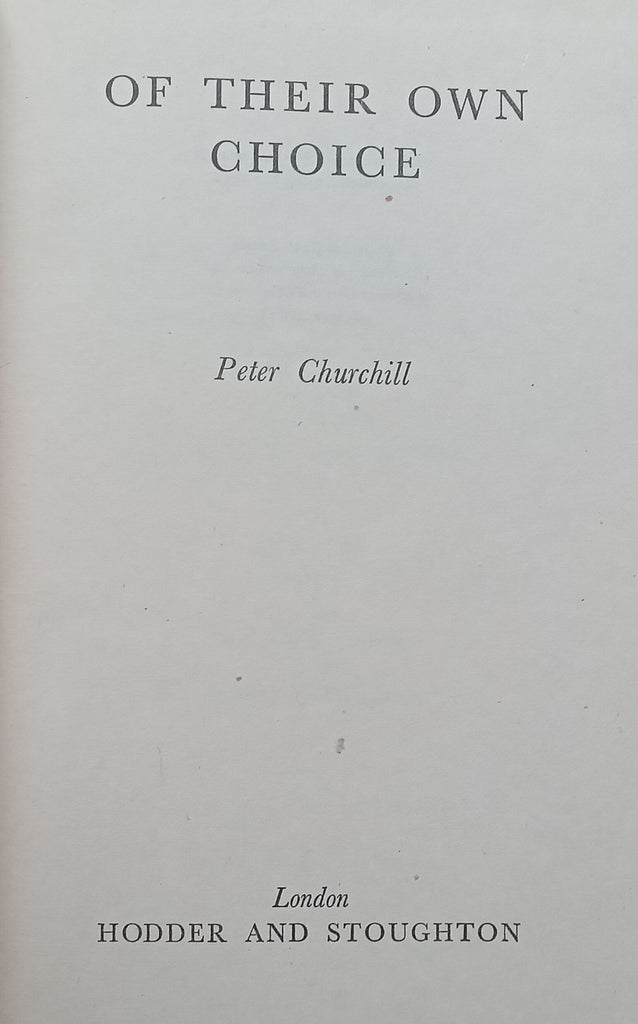 OF THEIR OWN
CHOICE
Peter Churchill
London
HODDER AND STOUGHTON